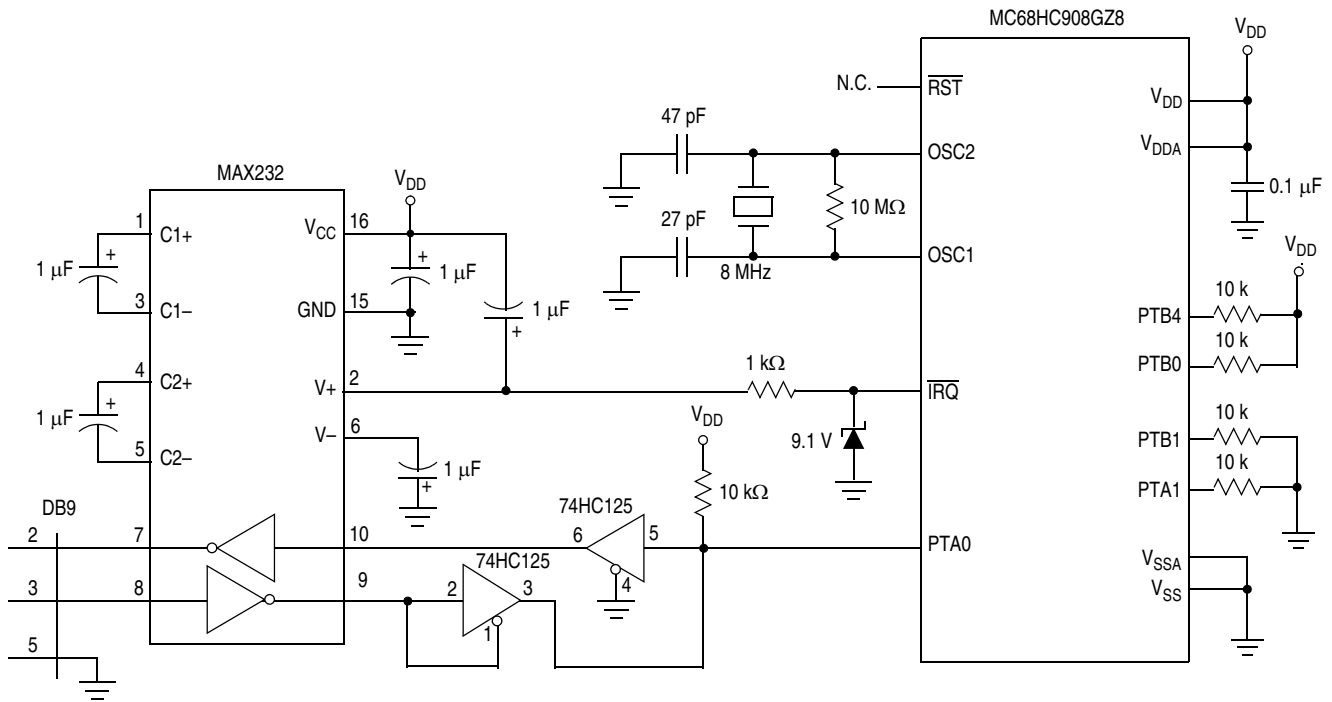 MC68HC908GZ8
VDD
N.C.
RST
VDD
47 pF
OSC2
VDDA
MAX232
10 MΩ
0.1 µF
VDD
1
C1+
VCC
16
27 pF
OSC1
VDD
8 MHz
1 µF
+
+
1 µF
10 k
3
C1–
GND
15
1 µF
+
PTB4
10 k
1 kΩ
PTB0
4
C2+
V+
2
IRQ
1 µF
+
VDD
10 k
V–
6
9.1 V
PTB1
5
C2–
1 µF
+
10 kΩ
10 k
PTA1
DB9
74HC125
2
7
10
6
5
PTA0
74HC125
VSSA
3
8
9
2
3
4
VSS
1
5